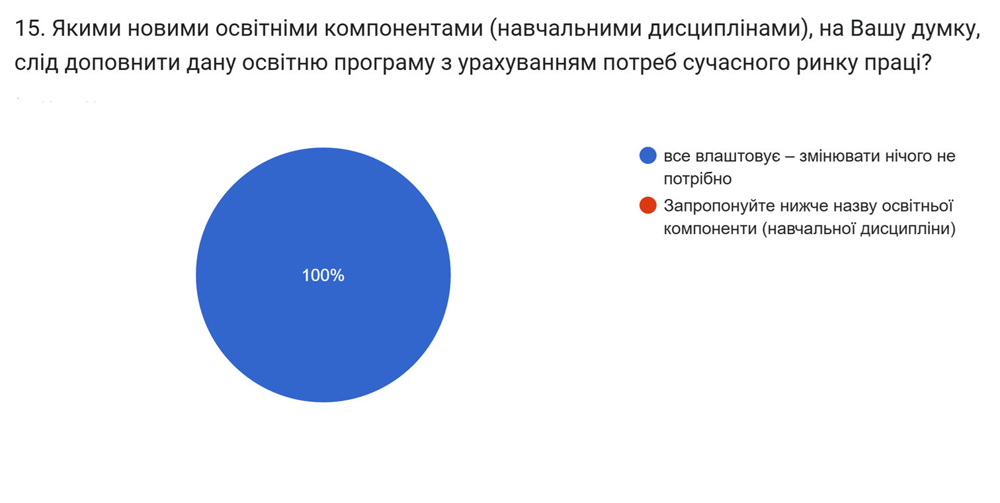 15. Якими новими освітніми компонентами (навчальними дисциплінами), на Вашу думку,
слід доповнити дану освітню програму з урахуванням потреб сучасного ринку праці?
100%
все влаштовує – змінювати нічого не
потрібно
Запропонуйте нижче назву освітньої
компоненти (навчальної дисципліни)